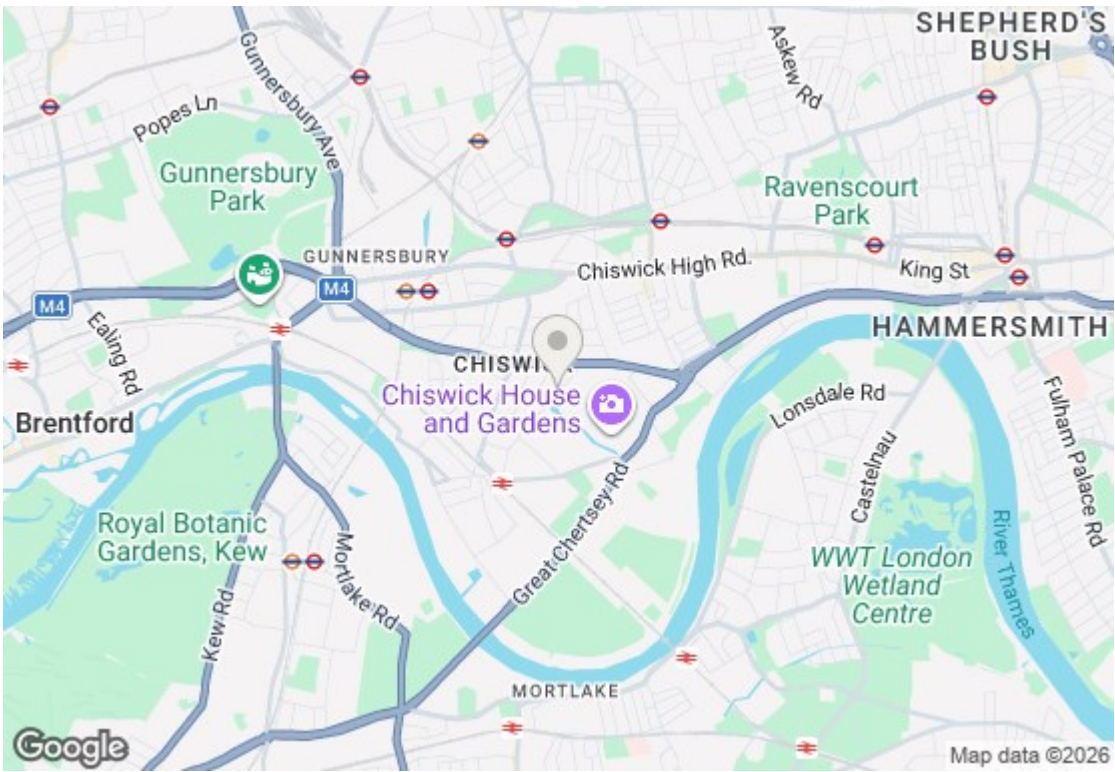 SHEPHERD'S
BUSH
Askew Rd
Gunnersbury Ave
Popes Ln
Gunnersbury
Park
Ravenscourt
Park
GUNNERSBURY
Chiswick High Rd.
King St
M4
M4
HAMMERSMITH
Ealing Rd
CHISWICK
Chiswick House
and Gardens
Lonsdale Rd
Fulham Palace Rd
Brentford
Castelnau
Royal Botanic
Gardens, Kew
Mortlake Rd
Great Chertsey Rd
River Thames
WWT London
Wetland
Centre
Kew Rd
MORTLAKE
Google
Map data ©2026